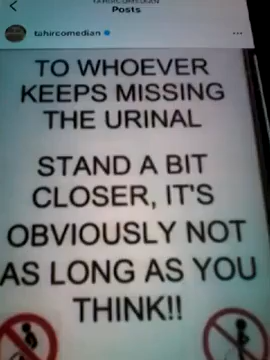 Posts
tahircomedian
TO WHOEVER
KEEPS MISSING
THE URINAL
STAND A BIT
CLOSER, IT'S
OBVIOUSLY NOT
AS LONG AS YOU
THINK!!